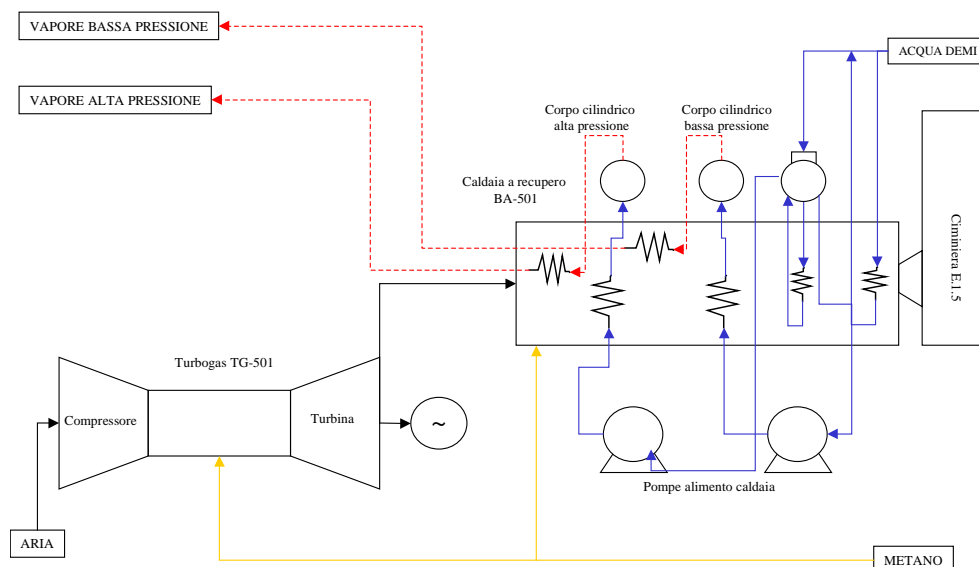 VAPORE BASSA PRESSIONE
ACQUA DEMI
VAPORE ALTA PRESSIONE
Corpo cilindrico
alta pressione
Corpo cilindrico
bassa pressione
Caldaia a recupero
BA-501
Ciminiera E.1.5
Turbogas TG-501
Compressore
Turbina
~
Pompe alimento caldaia
ARIA
METANO